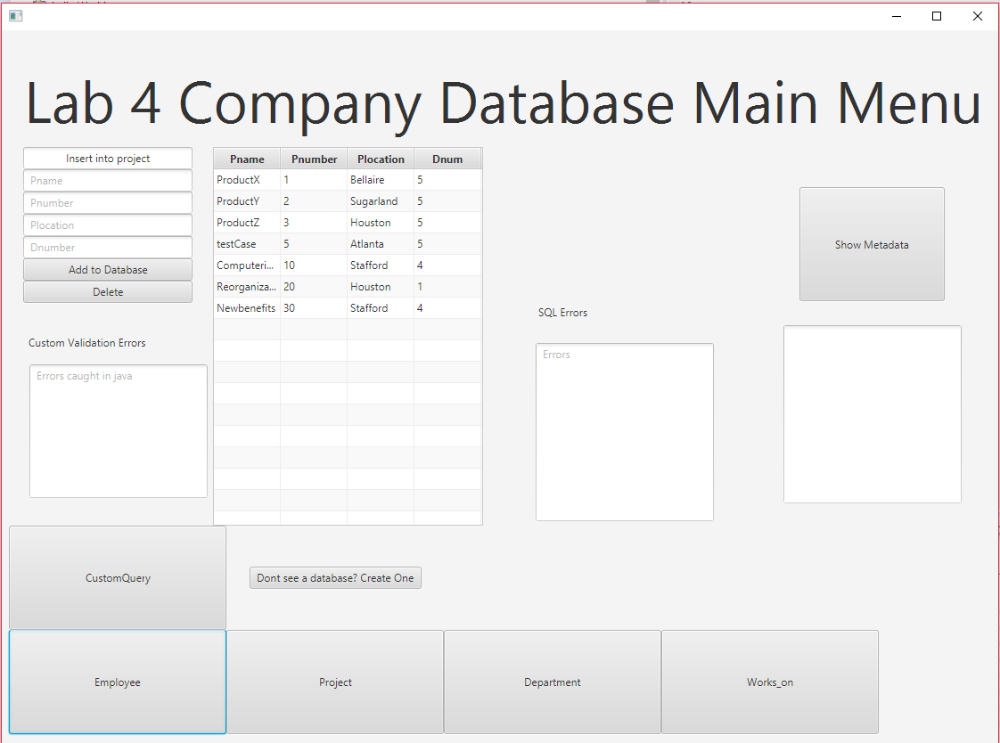 Lab 4 Company Database Main Menu
Insert into project
Pname
Pnumber
Plocation
Dnumber
Add to Database
Delete
Custom Validation Errors
Errors caught in java
Pname Pnumber Plocation Dnum
ProductX 1 Bellaire 5
ProductY 2 Sugarland 5
ProductZ 3 Houston 5
testCase 5 Atlanta 5
Computeri... 10 Stafford 4
Reorganiza... 20 Houston 1
Newbenefits 30 Stafford 4
SQL Errors
Errors
Show Metadata
CustomQuery
Dont see a database? Create One
Employee
Project
Department
Works_on